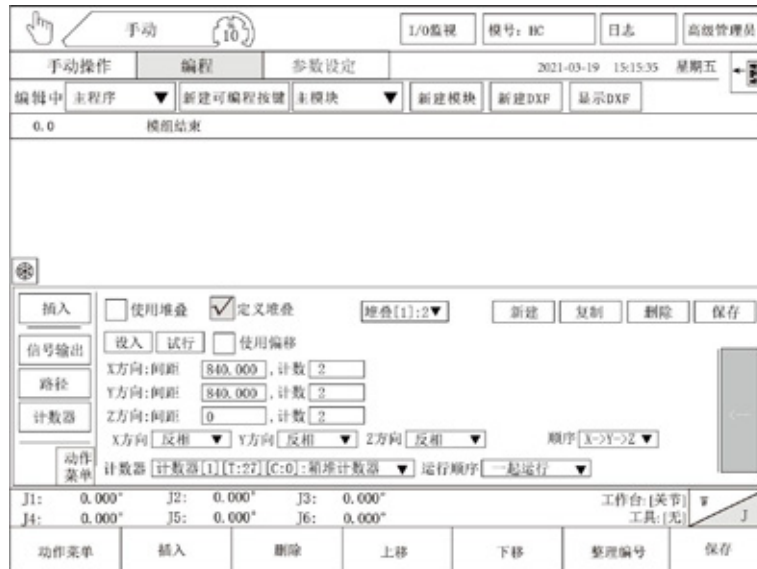 手动 10 I/O监视 模号: HC 日志 高级管理员
手动操作 编程 参数设定 2021-03-19 15:15:35 星期五
编辑中 主程序 新建可编程按键 主模块 新建模块 新建DXF 显示DXF
0.0 模组结束
插入 使用堆叠 定义堆叠 堆叠[1]:2 新建 复制 删除 保存
信号输出 设入 试行 使用偏移
X方向:间距 840.000 ,计数 2
路径 Y方向:间距 840.000 ,计数 2
计数器 Z方向:间距 0 ,计数 2
X方向 反相 Y方向 反相 Z方向 反相 顺序 X->Y->Z
动作菜单 计数器 计数器[1][T:27][C:0]:箱堆计数器 运行顺序 一起运行
J1: 0.000° J2: 0.000° J3: 0.000° 工作台:[关节] W
J4: 0.000° J5: 0.000° J6: 0.000° 工具:[无] J
动作菜单 插入 删除 上移 下移 整理编号 保存